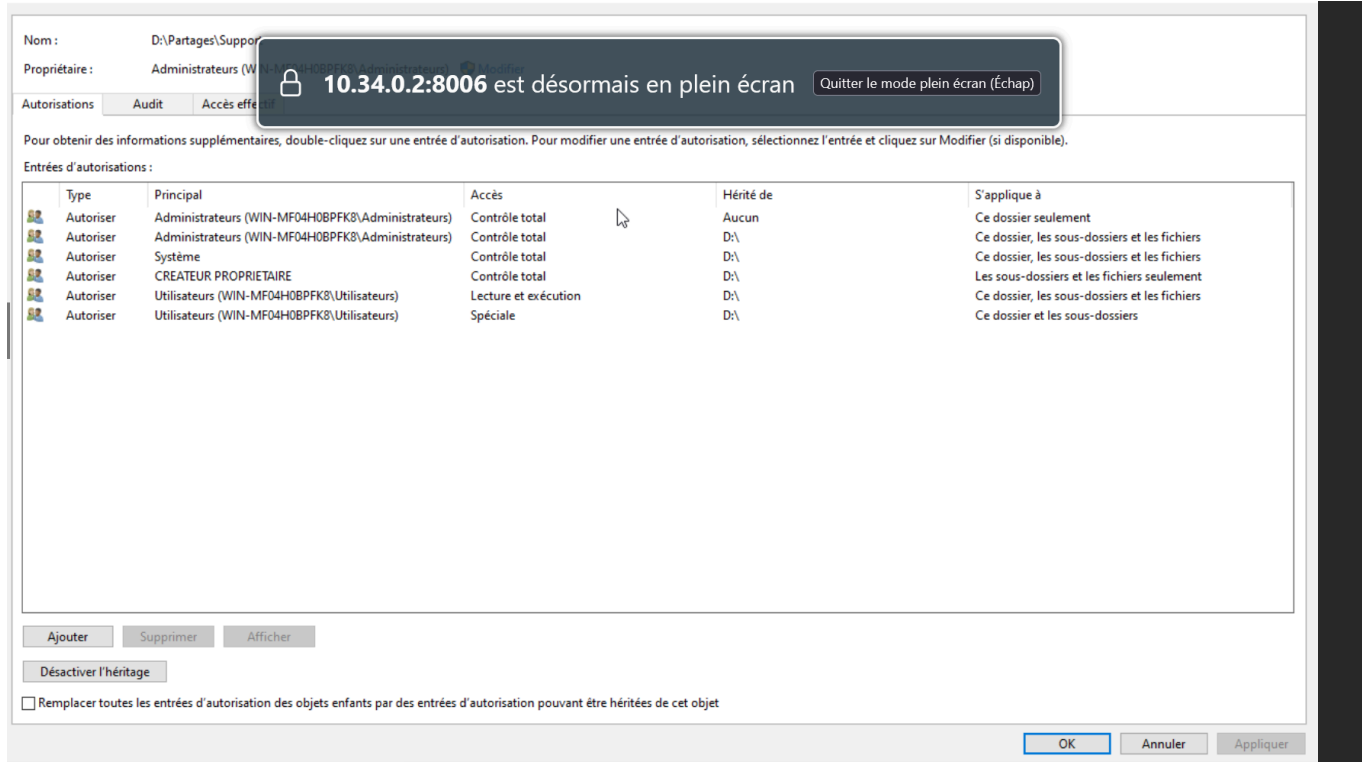 Nom : D:\Partages\Suppor
Propriétaire : Administrateurs (WIN-MF04H0BPFK8\Administrateurs) Modifier
10.34.0.2:8006 est désormais en plein écran Quitter le mode plein écran (Échap)
Autorisations Audit Accès effectif
Pour obtenir des informations supplémentaires, double-cliquez sur une entrée d'autorisation. Pour modifier une entrée d'autorisation, sélectionnez l'entrée et cliquez sur Modifier (si disponible).
Entrées d'autorisations :
Type Principal Accès Hérité de S'applique à
Autoriser Administrateurs (WIN-MF04H0BPFK8\Administrateurs) Contrôle total Aucun Ce dossier seulement
Autoriser Administrateurs (WIN-MF04H0BPFK8\Administrateurs) Contrôle total D:\ Ce dossier, les sous-dossiers et les fichiers
Autoriser Système Contrôle total D:\ Ce dossier, les sous-dossiers et les fichiers
Autoriser CREATEUR PROPRIETAIRE Contrôle total D:\ Les sous-dossiers et les fichiers seulement
Autoriser Utilisateurs (WIN-MF04H0BPFK8\Utilisateurs) Lecture et exécution D:\ Ce dossier, les sous-dossiers et les fichiers
Autoriser Utilisateurs (WIN-MF04H0BPFK8\Utilisateurs) Spéciale D:\ Ce dossier et les sous-dossiers
Ajouter Supprimer Afficher
Désactiver l'héritage
Remplacer toutes les entrées d'autorisation des objets enfants par des entrées d'autorisation pouvant être héritées de cet objet
OK Annuler Appliquer